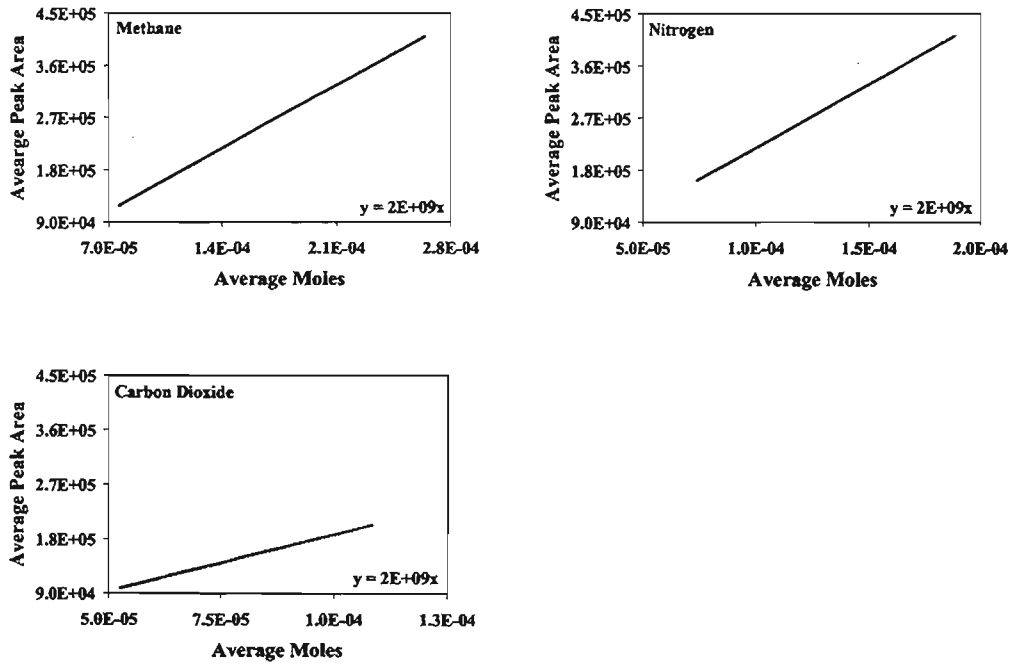 Methane
Avearge Peak Area
4.5E+05
3.6E+05
2.7E+05
1.8E+05
9.0E+04
y = 2E+09x
7.0E-05 1.4E-04 2.1E-04 2.8E-04
Average Moles
Nitrogen
Average Peak Area
4.5E+05
3.6E+05
2.7E+05
1.8E+05
9.0E+04
y = 2E+09x
5.0E-05 1.0E-04 1.5E-04 2.0E-04
Average Moles
Carbon Dioxide
Average Peak Area
4.5E+05
3.6E+05
2.7E+05
1.8E+05
9.0E+04
y = 2E+09x
5.0E-05 7.5E-05 1.0E-04 1.3E-04
Average Moles